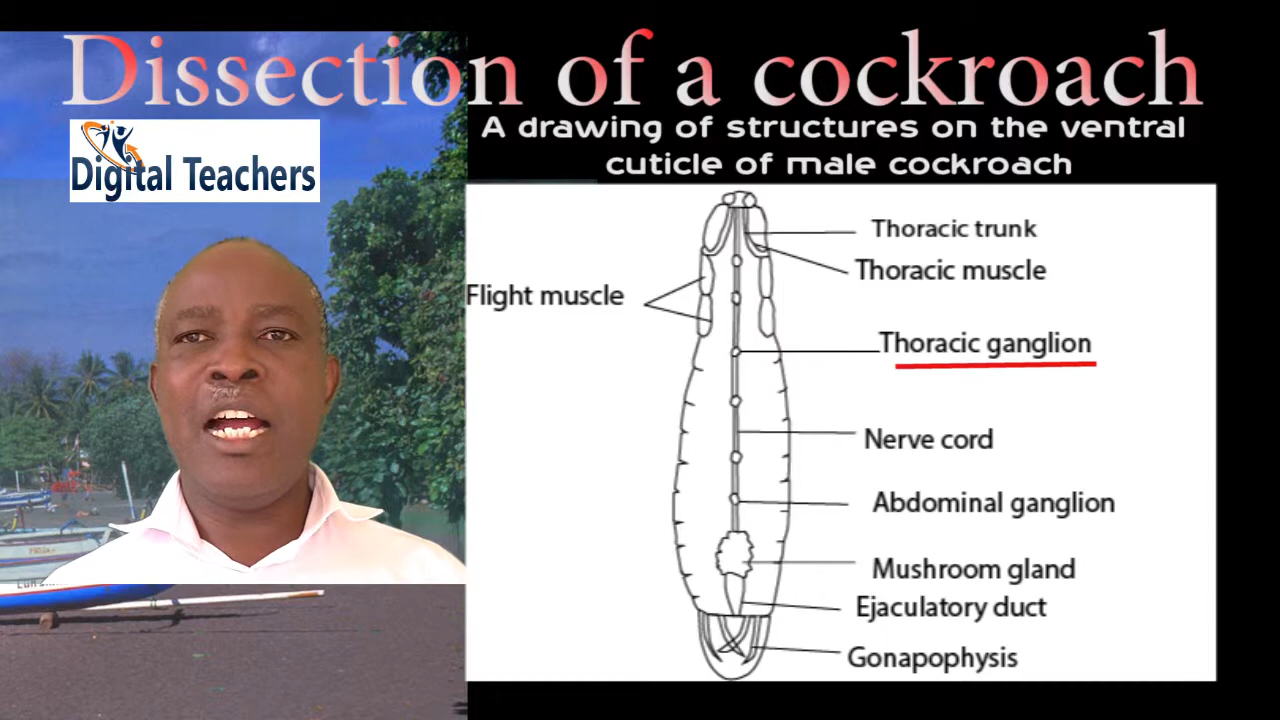 Dissection of a cockroach
A drawing of structures on the ventral
cuticle of male cockroach
Digital Teachers
Thoracic trunk
Thoracic muscle
Flight muscle
Thoracic ganglion
Nerve cord
Abdominal ganglion
Mushroom gland
Ejaculatory duct
Gonapophysis